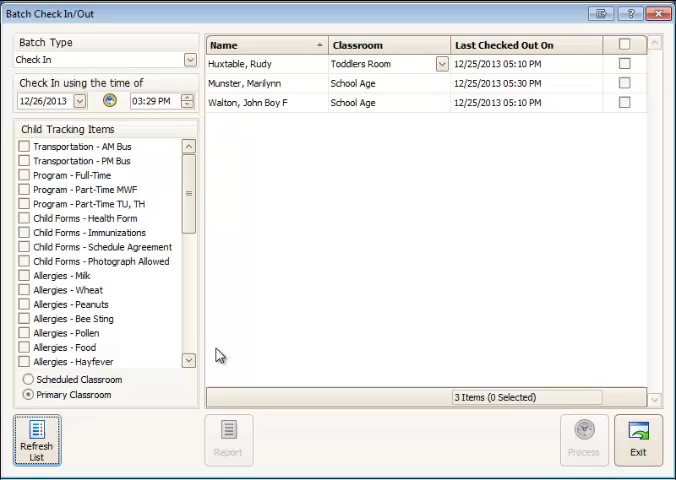 Batch Check In/Out
Batch Type
Check In
Check In using the time of
12/26/2013 03:29 PM
Child Tracking Items
Transportation - AM Bus
Transportation - PM Bus
Program - Full-Time
Program - Part-Time MWF
Program - Part-Time TU, TH
Child Forms - Health Form
Child Forms - Immunizations
Child Forms - Schedule Agreement
Child Forms - Photograph Allowed
Allergies - Milk
Allergies - Wheat
Allergies - Peanuts
Allergies - Bee Sting
Allergies - Pollen
Allergies - Food
Allergies - Hayfever
Scheduled Classroom
Primary Classroom
Name Classroom Last Checked Out On
Huxtable, Rudy Toddlers Room 12/25/2013 05:10 PM
Munster, Marilynn School Age 12/25/2013 05:30 PM
Walton, John Boy F School Age 12/25/2013 05:10 PM
3 Items (0 Selected)
Refresh
List
Report
Process
Exit